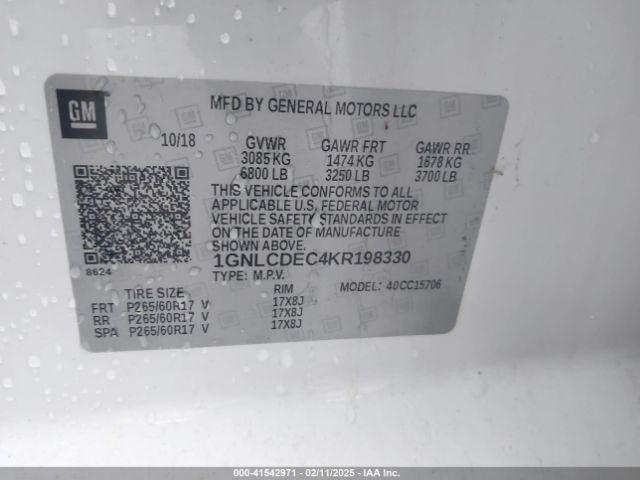 GM
MFD BY GENERAL MOTORS LLC
10/18 GVWR GAWR FRT GAWR RR
3085 KG 1474 KG 1678 KG
6800 LB 3250 LB 3700 LB
THIS VEHICLE CONFORMS TO ALL
APPLICABLE U.S. FEDERAL MOTOR
VEHICLE SAFETY STANDARDS IN EFFECT
ON THE DATE OF MANUFACTURE
SHOWN ABOVE.
1GNLCDEC4KR198330
8624
TYPE: M.P.V. MODEL: 40CC15706
TIRE SIZE RIM
FRT P265/60R17 V 17X8J
RR P265/60R17 V 17X8J
SPA P265/60R17 V 17X8J
000-41542971 - 02/11/2025 - IAAI.com